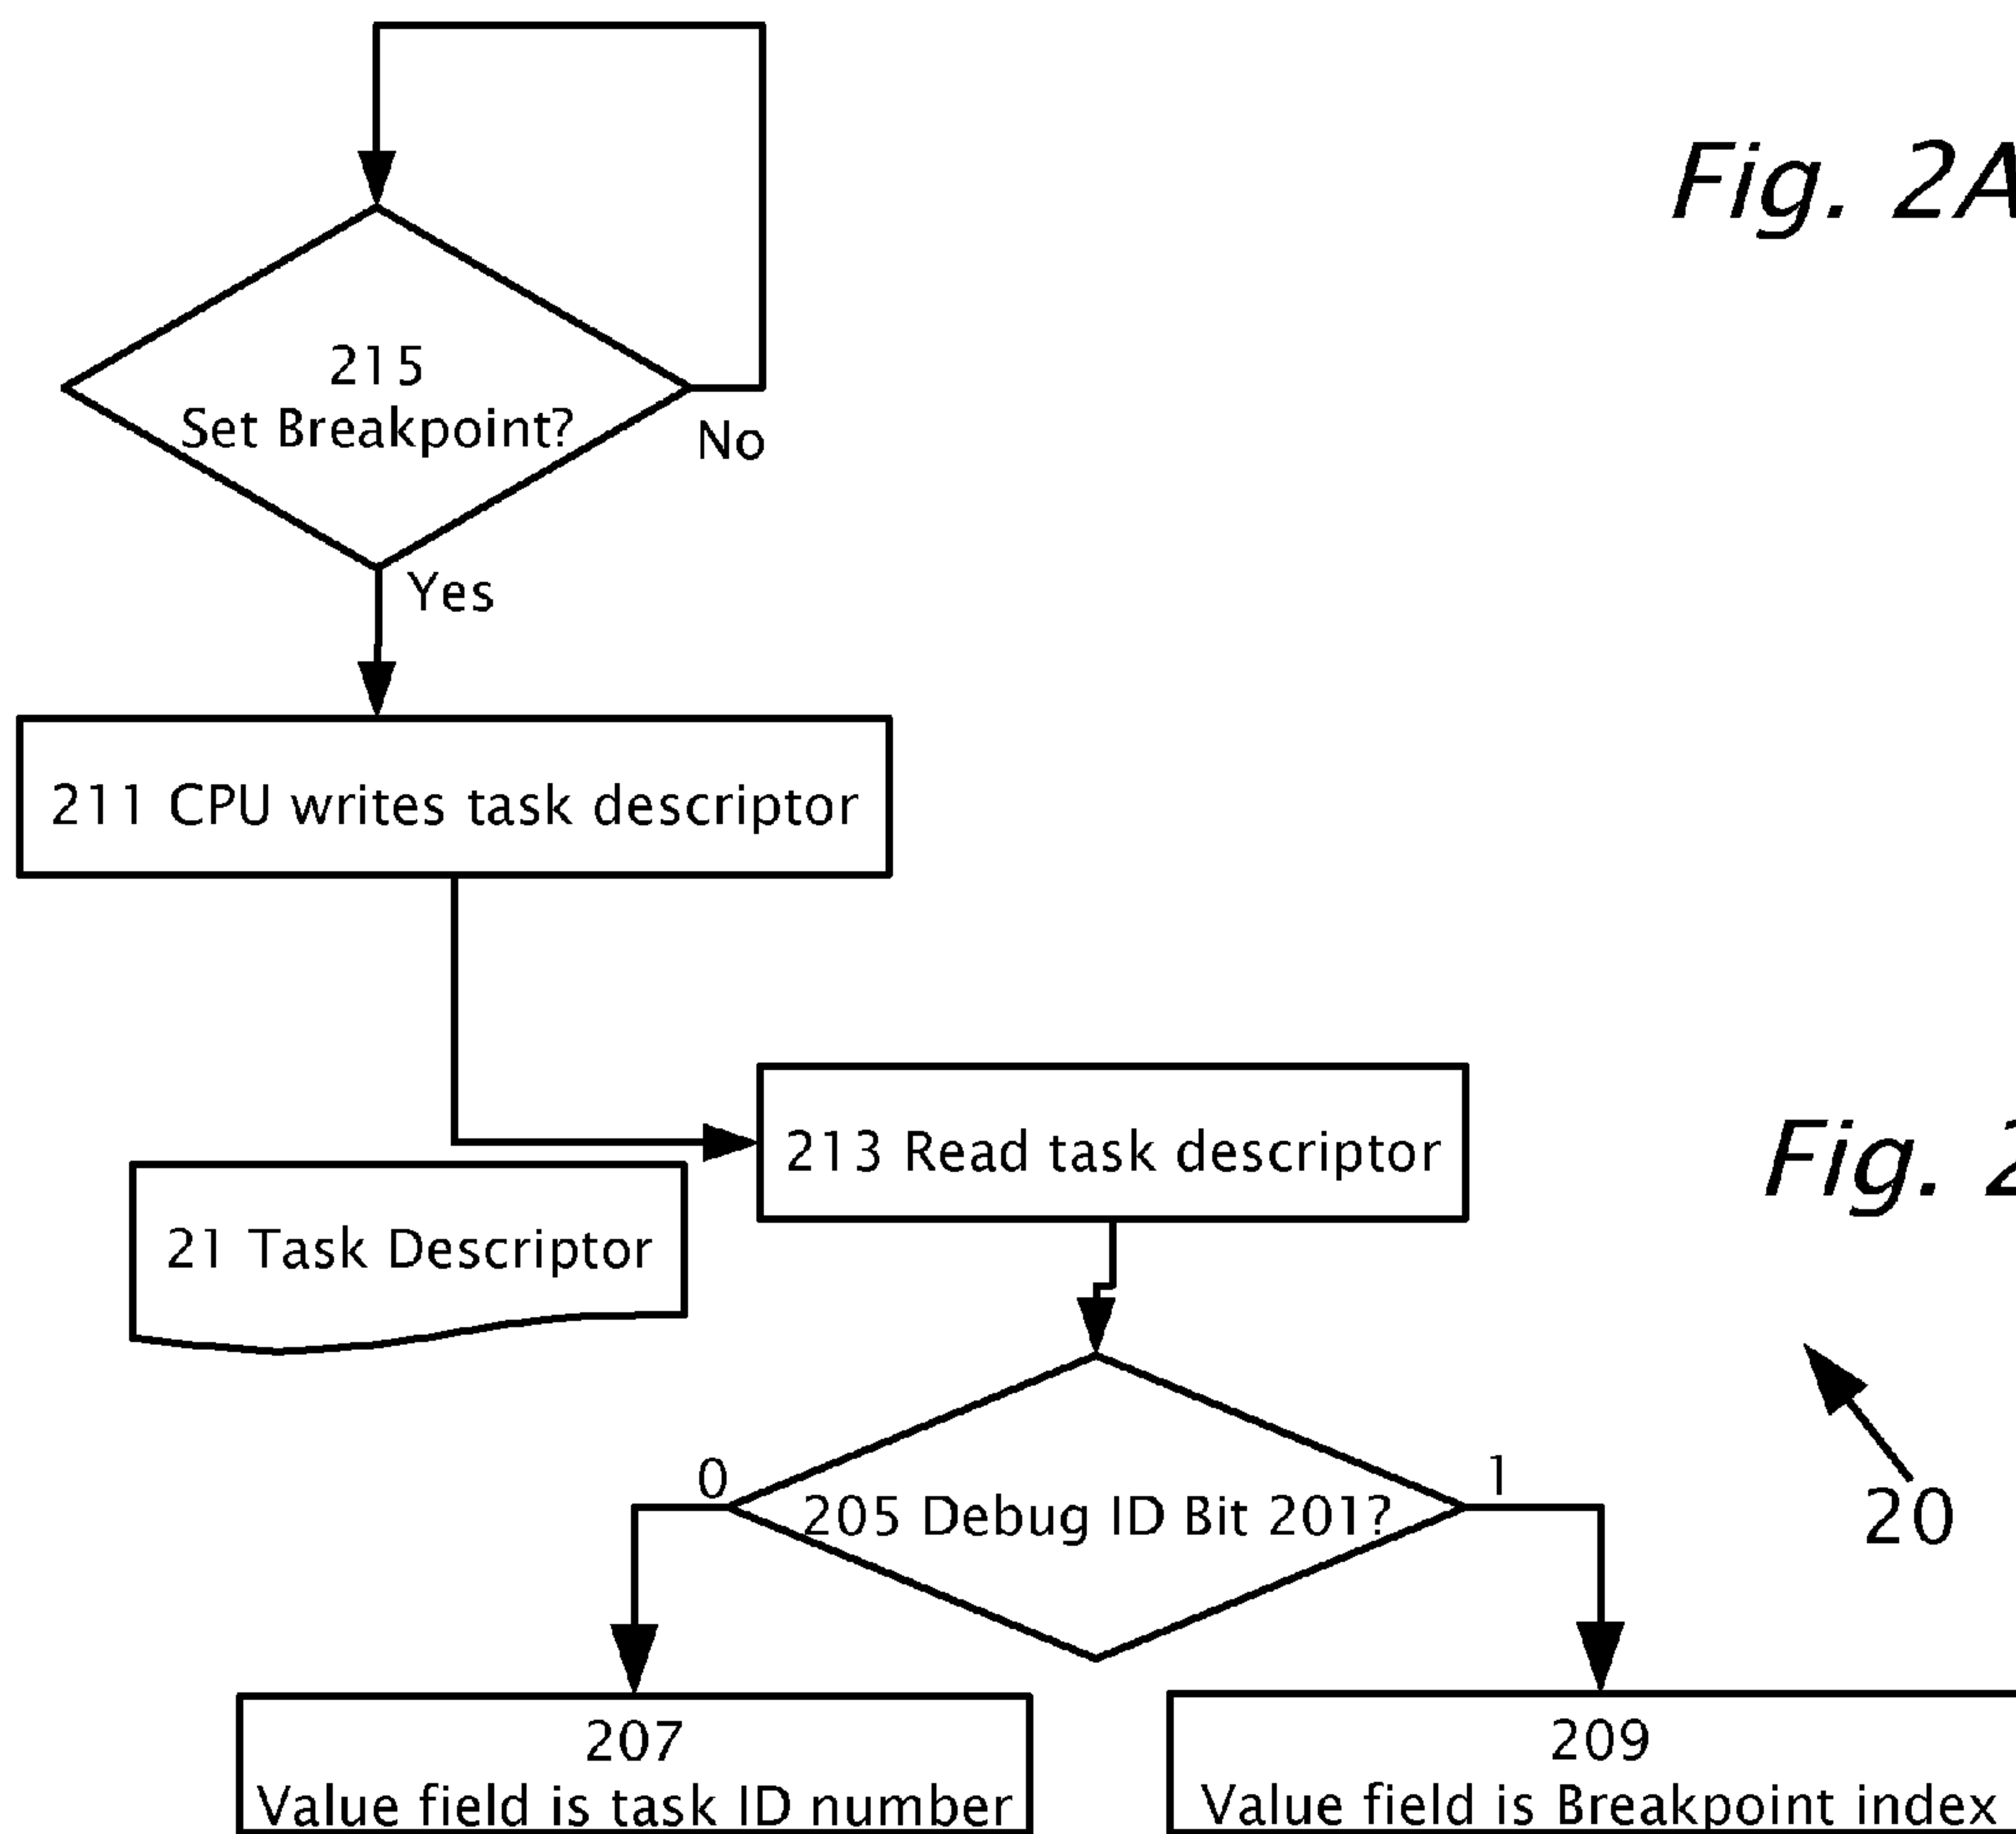 Fig. 2A
215
Set Breakpoint?
No
Yes
211 CPU writes task descriptor
213 Read task descriptor
Fig. 2
21 Task Descriptor
0
1
205 Debug ID Bit 201?
20
207
Value field is task ID number
209
Value field is Breakpoint index